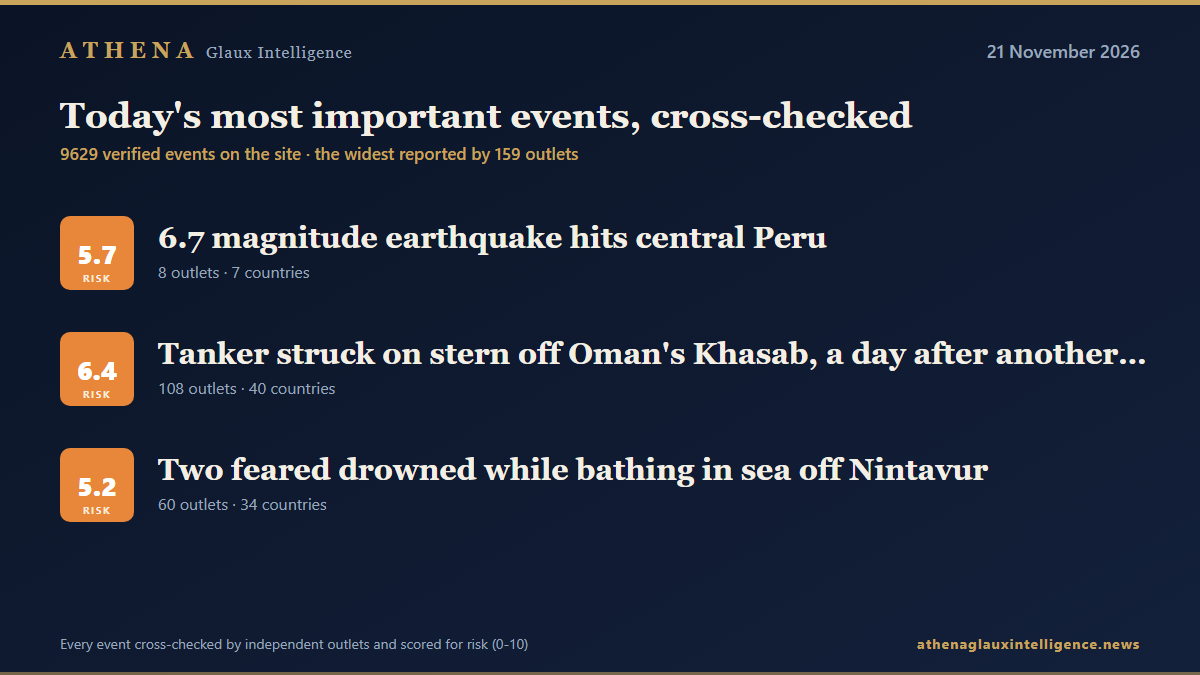 ATHENA Glaux Intelligence
21 November 2026
Today's most important events, cross-checked
9629 verified events on the site · the widest reported by 159 outlets
5.7
RISK
6.7 magnitude earthquake hits central Peru
8 outlets · 7 countries
6.4
RISK
Tanker struck on stern off Oman's Khasab, a day after another...
108 outlets · 40 countries
5.2
RISK
Two feared drowned while bathing in sea off Nintavur
60 outlets · 34 countries
Every event cross-checked by independent outlets and scored for risk (0-10)
athenaglauxintelligence.news